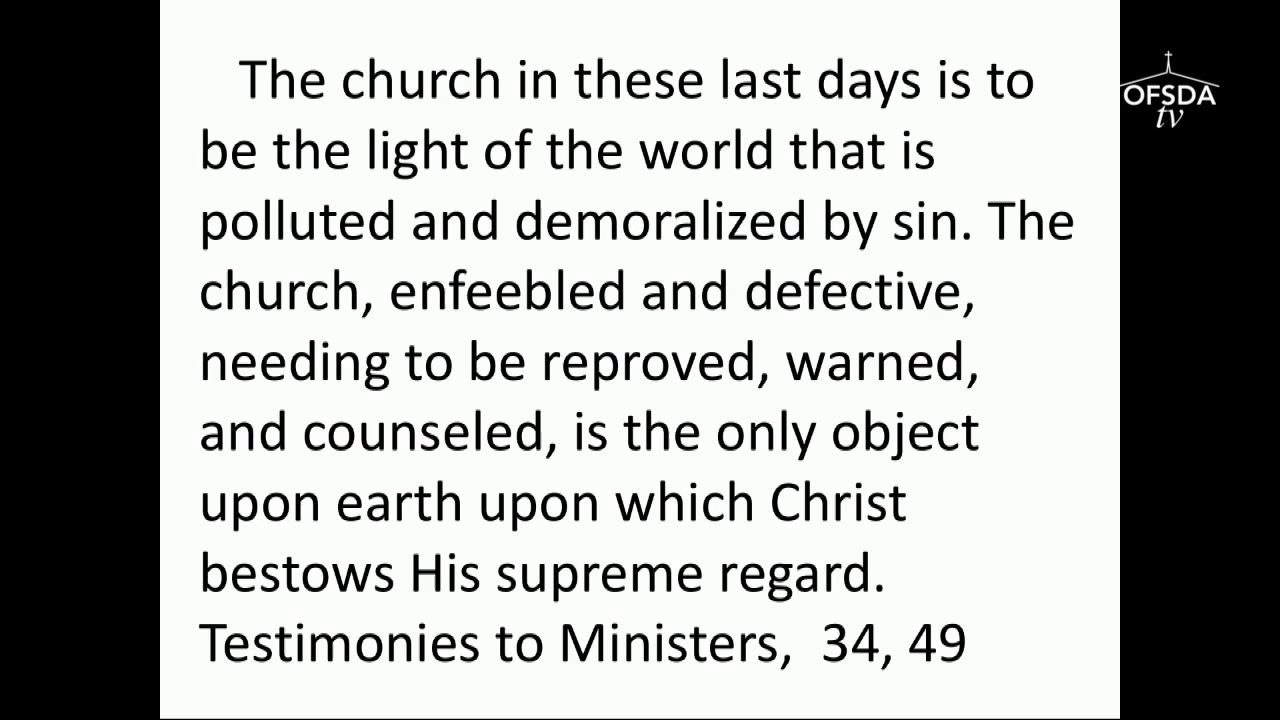 The church in these last days is to
be the light of the world that is
polluted and demoralized by sin. The
church, enfeebled and defective,
needing to be reproved, warned,
and counseled, is the only object
upon earth upon which Christ
bestows His supreme regard.
Testimonies to Ministers,  34, 49
OFSDA
tv